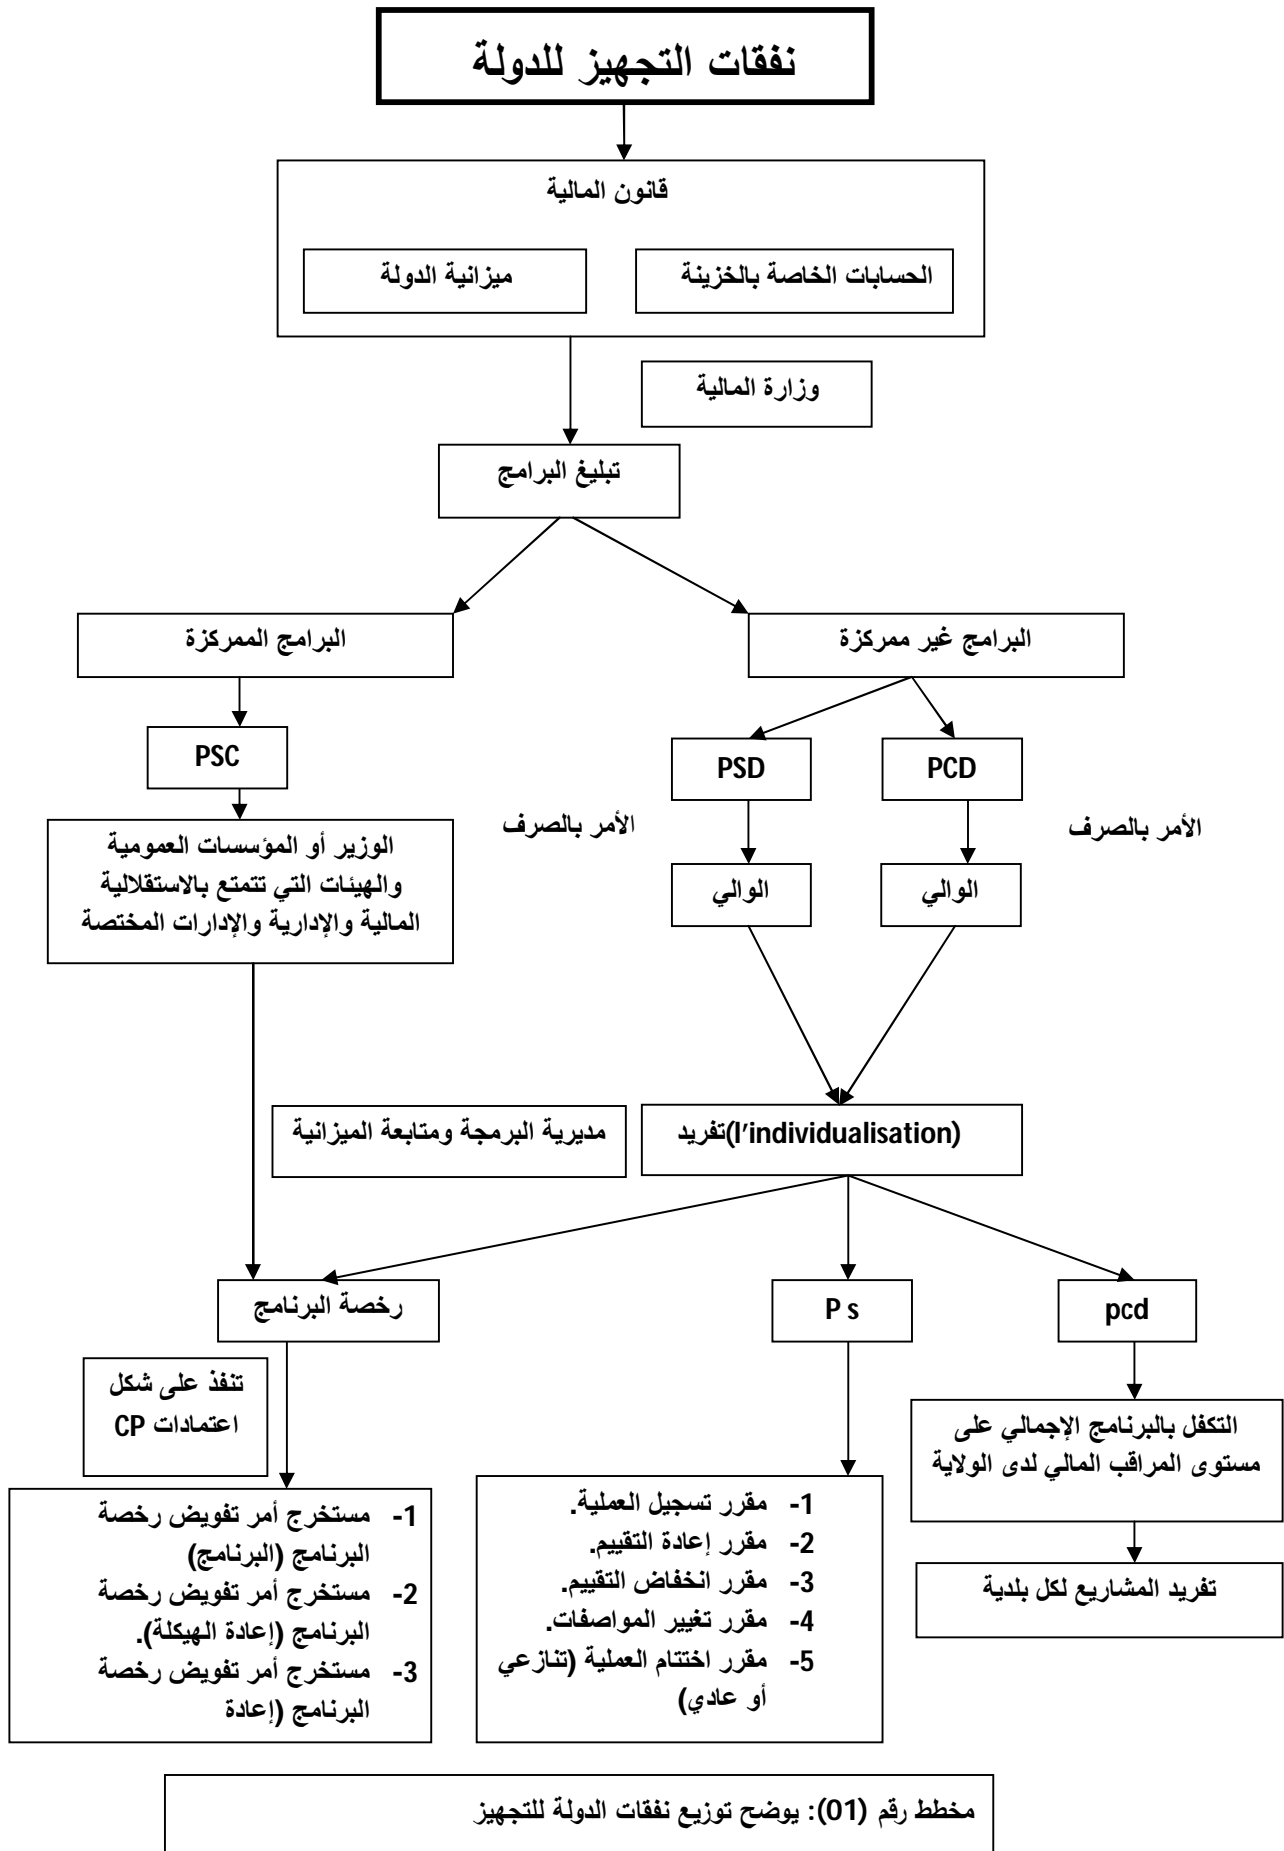 نفقات التجهيز للدولة
قانون المالية
الحسابات الخاصة بالخزينة
ميزانية الدولة
وزارة المالية
تبليغ البرامج
البرامج غير ممركزة
البرامج الممركزة
PSC
PSD
PCD
الأمر بالصرف
الأمر بالصرف
الوزير أو المؤسسات العمومية
والهيئات التي تتمتع بالاستقلالية
المالية والإدارية والإدارات المختصة
الوالي
الوالي
تفريد(l'individualisation)
مديرية البرمجة ومتابعة الميزانية
رخصة البرنامج
P s
pcd
تنفذ على شكل
اعتمادات CP
التكفل بالبرنامج الإجمالي على
مستوى المراقب المالي لدى الولاية
تفريد المشاريع لكل بلدية
1- مقرر تسجيل العملية.
2- مقرر إعادة التقييم.
3- مقرر انخفاض التقييم.
4- مقرر تغيير المواصفات.
5- مقرر اختتام العملية (تنازعي
أو عادي)
1- مستخرج أمر تفويض رخصة
البرنامج (البرنامج)
2- مستخرج أمر تفويض رخصة
البرنامج (إعادة الهيكلة).
3- مستخرج أمر تفويض رخصة
البرنامج (إعادة
مخطط رقم (01): يوضح توزيع نفقات الدولة للتجهيز